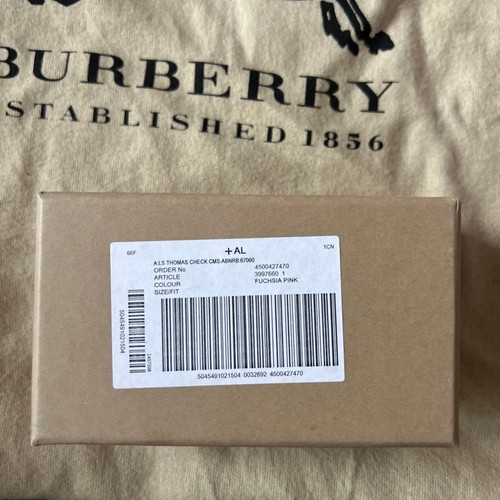 BURBERRY
ESTABLISHED 1856
66F
+AL
1CN
A:LS THOMAS CHECK CMS:ABNRB:67060
ORDER No 4500427470
ARTICLE 3997660 1
COLOUR FUCHSIA PINK
SIZE/FIT
5045491021504
5045491021504 0032892 4500427470